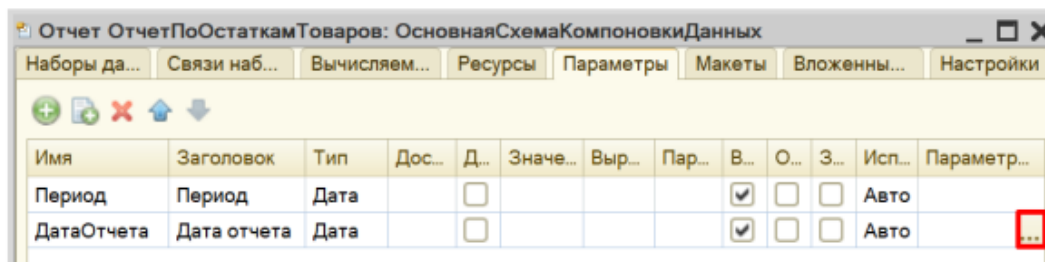 Отчет ОтчетПоОстаткамТоваров: ОсновнаяСхемаКомпоновкиДанных
Наборы да... Связи наб... Вычисляем... Ресурсы Параметры Макеты Вложенны... Настройки
Имя Заголовок Тип Дос... Д... Значе... Выр... Пар... В... О... З... Исп... Параметр...
Период Период Дата Авто
ДатаОтчета Дата отчета Дата Авто ...